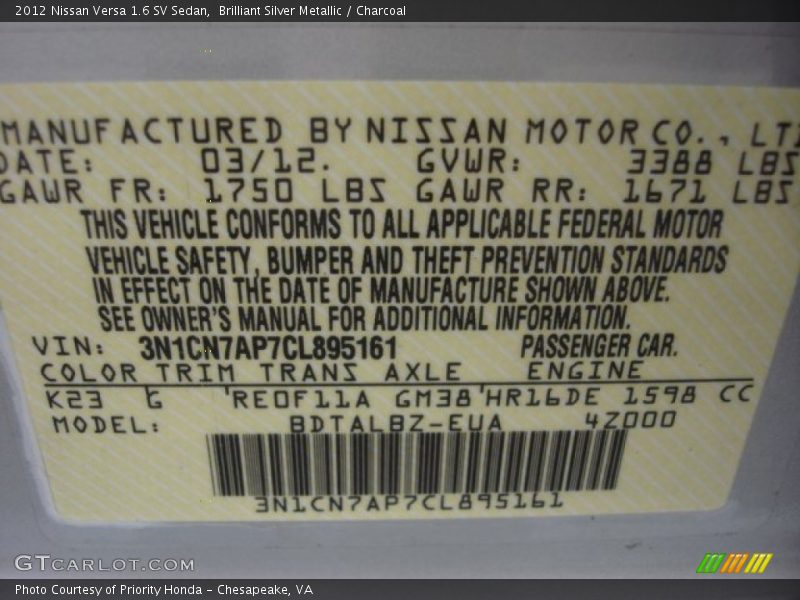 2012 Nissan Versa 1.6 SV Sedan,  Brilliant Silver Metallic / Charcoal
MANUFACTURED BY NISSAN MOTOR CO., LT
DATE: 03/12. GVWR: 3388 LBS
GAWR FR: 1750 LBS GAWR RR: 1671 LBS
THIS VEHICLE CONFORMS TO ALL APPLICABLE FEDERAL MOTOR
VEHICLE SAFETY, BUMPER AND THEFT PREVENTION STANDARDS
IN EFFECT ON THE DATE OF MANUFACTURE SHOWN ABOVE.
SEE OWNER'S MANUAL FOR ADDITIONAL INFORMATION.
VIN: 3N1CN7AP7CL895161 PASSENGER CAR.
COLOR TRIM TRANS AXLE ENGINE
K23 G 'RE0F11A GM38'HR16DE 1598 CC
MODEL: BDTALBZ-EUA 4Z000
3N1CN7AP7CL895161
GTCARLOT.COM
Photo Courtesy of Priority Honda - Chesapeake, VA